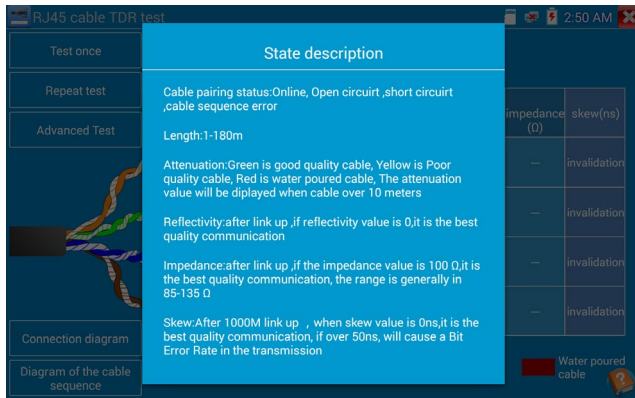 RJ45 cable TDR test
2:50 AM
Test once
Repeat test
Advanced Test
Connection diagram
Diagram of the cable
sequence
State description
Cable pairing status:Online, Open circuirt ,short circuirt
,cable sequence error
Length:1-180m
Attenuation:Green is good quality cable, Yellow is Poor
quality cable, Red is water poured cable, The attenuation
value will be diplayed when cable over 10 meters
Reflectivity:after link up ,if reflectivity value is 0,it is the best
quality communication
Impedance:after link up ,if the impedance value is 100 Ω,it is
the best quality communication, the range is generally in
85-135 Ω
Skew:After 1000M link up , when skew value is 0ns,it is the
best quality communication, if over 50ns, will cause a Bit
Error Rate in the transmission
impedance skew(ns)
(Ω)
--- invalidation
--- invalidation
--- invalidation
--- invalidation
Water poured
cable
?